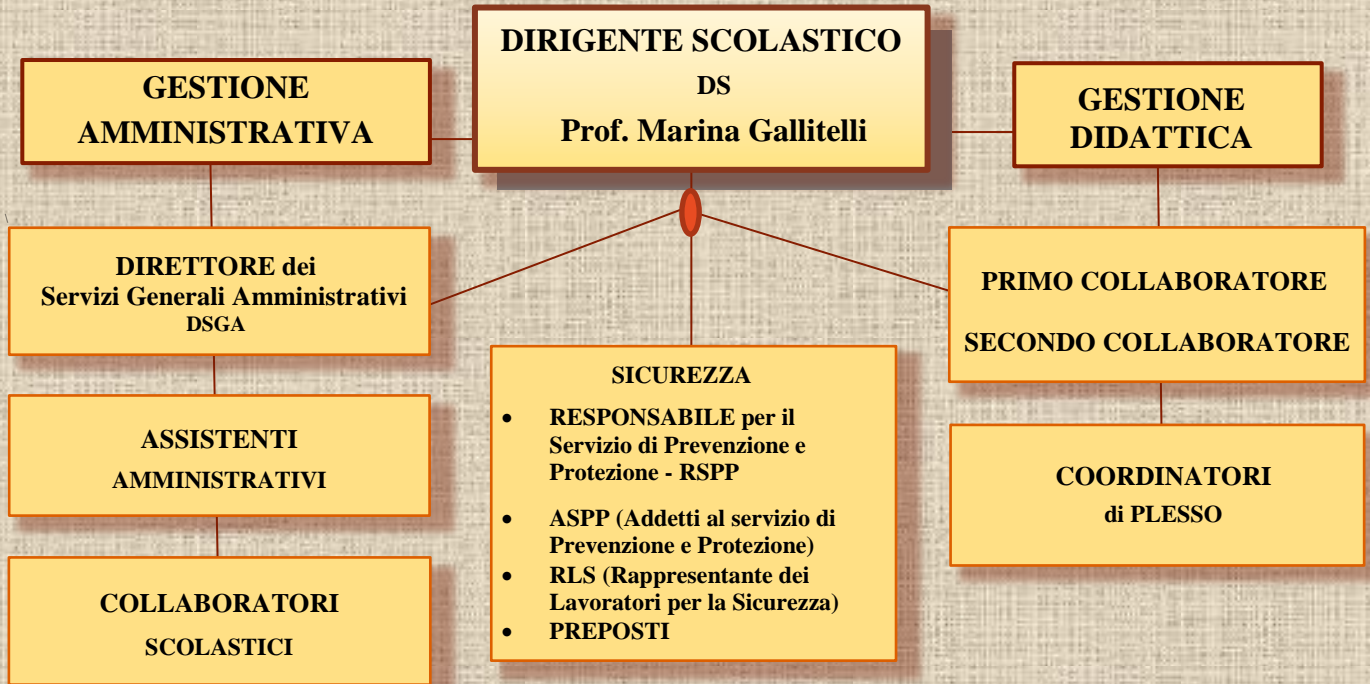 DIRIGENTE SCOLASTICO
DS
Prof. Marina Gallitelli
GESTIONE
AMMINISTRATIVA
GESTIONE
DIDATTICA
DIRETTORE dei
Servizi Generali Amministrativi
DSGA
PRIMO COLLABORATORE
SECONDO COLLABORATORE
SICUREZZA
• RESPONSABILE per il
Servizio di Prevenzione e
Protezione - RSPP
• ASPP (Addetti al servizio di
Prevenzione e Protezione)
• RLS (Rappresentante dei
Lavoratori per la Sicurezza)
• PREPOSTI
ASSISTENTI
AMMINISTRATIVI
COORDINATORI
di PLESSO
COLLABORATORI
SCOLASTICI